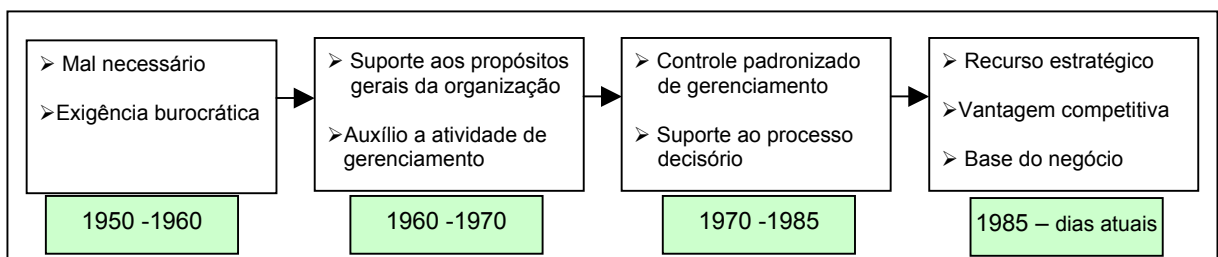 ➢ Mal necessário
➢Exigência burocrática
1950 -1960
➢ Suporte aos propósitos
gerais da organização
➢Auxílio a atividade de
gerenciamento
1960 -1970
➢ Controle padronizado
de gerenciamento
➢ Suporte ao processo
decisório
1970 -1985
➢ Recurso estratégico
➢Vantagem competitiva
➢ Base do negócio
1985 – dias atuais